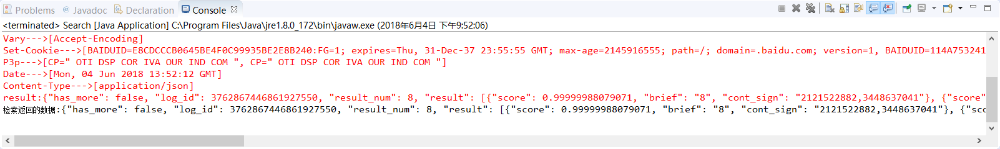 Problems @ Javadoc Declaration Console
<terminated> Search [Java Application] C:\Program Files\Java\jre1.8.0_172\bin\javaw.exe (2018年6月4日 下午9:52:06)
Vary--->[Accept-Encoding]
Set-Cookie--->[BAIDUID=E8CDCCCB0645BE4F0C99935BE2E8B240:FG=1; expires=Thu, 31-Dec-37 23:55:55 GMT; max-age=2145916555; path=/; domain=.baidu.com; version=1, BAIDUID=114A753241
P3p--->[CP=" OTI DSP COR IVA OUR IND COM ", CP=" OTI DSP COR IVA OUR IND COM "]
Date--->[Mon, 04 Jun 2018 13:52:12 GMT]
Content-Type--->[application/json]
result:{"has_more": false, "log_id": 3762867446861927550, "result_num": 8, "result": [{"score": 0.99999988079071, "brief": "8", "cont_sign": "2121522882,3448637041"}, {"score"
检索返回的数据:{"has_more": false, "log_id": 3762867446861927550, "result_num": 8, "result": [{"score": 0.99999988079071, "brief": "8", "cont_sign": "2121522882,3448637041"}, {"sco